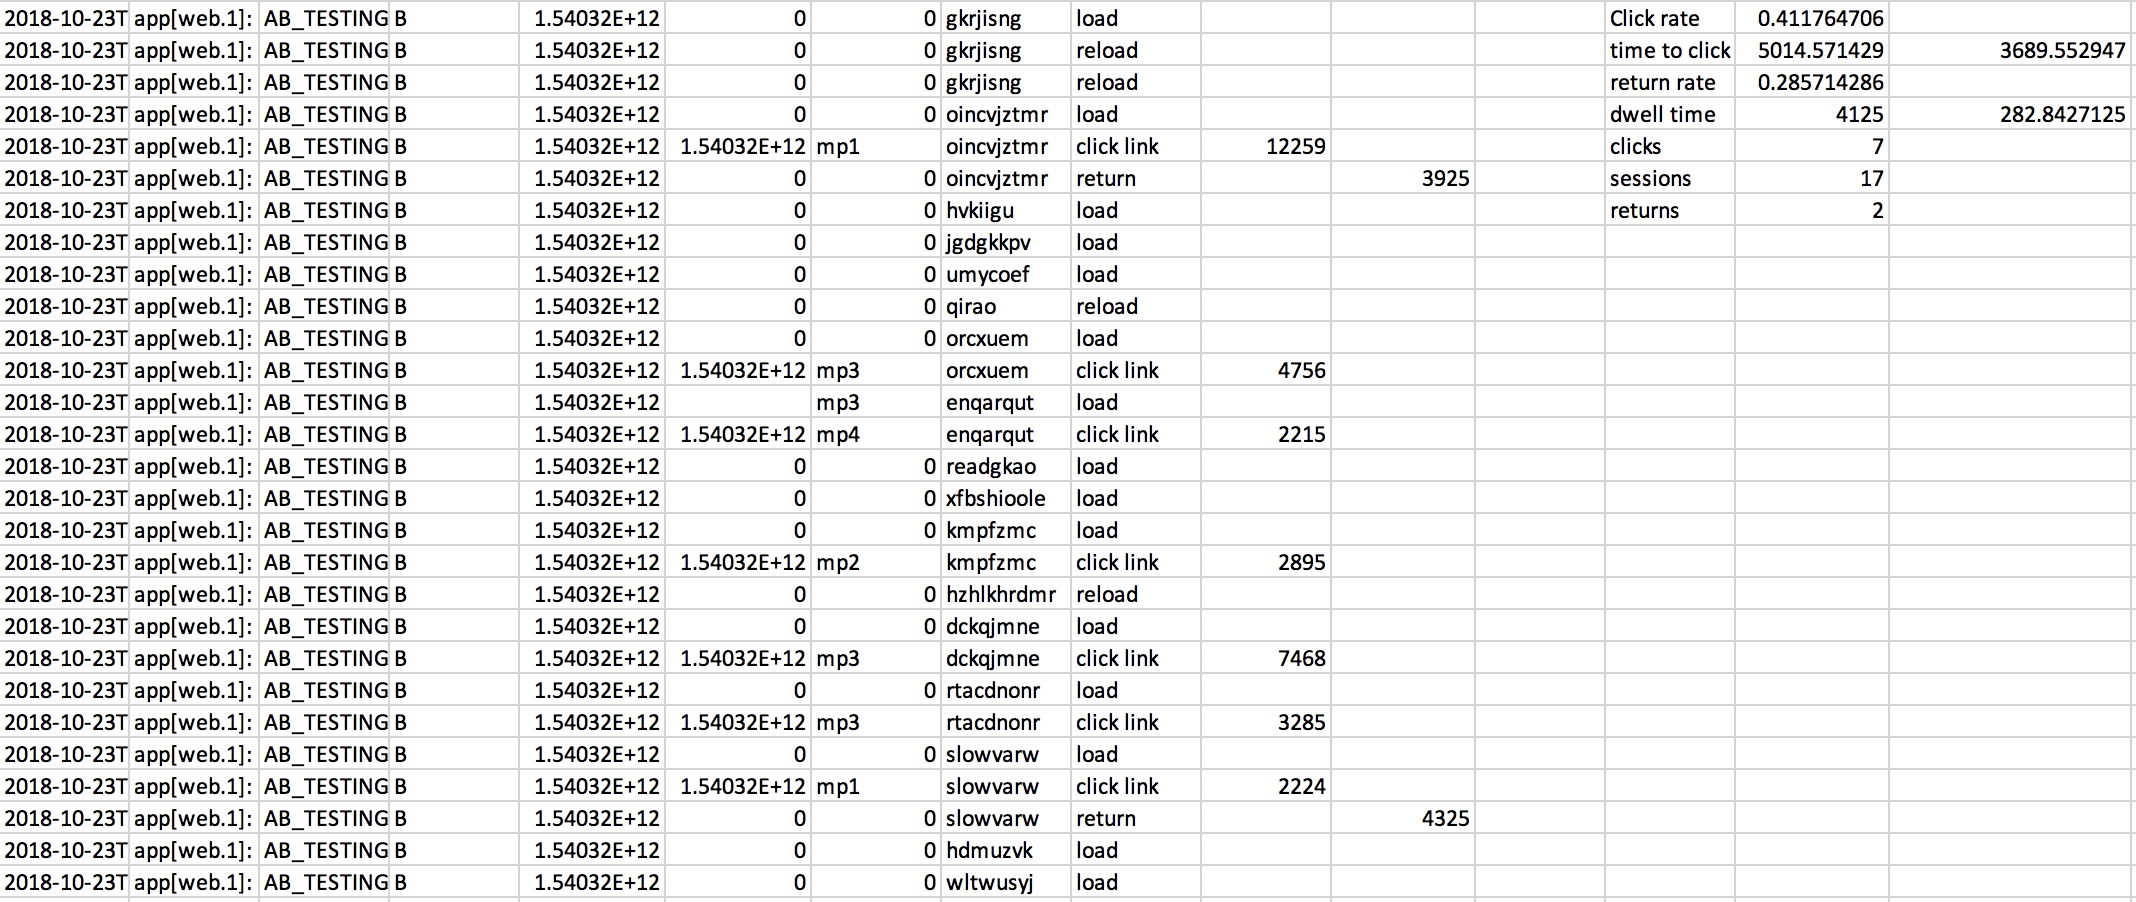 2018-10-23T app[web.1]: AB_TESTING B 1.54032E+12 0 0 gkrjisng load Click rate 0.411764706
2018-10-23T app[web.1]: AB_TESTING B 1.54032E+12 0 0 gkrjisng reload time to click 5014.571429 3689.552947
2018-10-23T app[web.1]: AB_TESTING B 1.54032E+12 0 0 gkrjisng reload return rate 0.285714286
2018-10-23T app[web.1]: AB_TESTING B 1.54032E+12 0 0 oincvjztmr load dwell time 4125 282.8427125
2018-10-23T app[web.1]: AB_TESTING B 1.54032E+12 1.54032E+12 mp1 oincvjztmr click link 12259 clicks 7
2018-10-23T app[web.1]: AB_TESTING B 1.54032E+12 0 0 oincvjztmr return 3925 sessions 17
2018-10-23T app[web.1]: AB_TESTING B 1.54032E+12 0 0 hvkiigu load returns 2
2018-10-23T app[web.1]: AB_TESTING B 1.54032E+12 0 0 jgdgkkpv load
2018-10-23T app[web.1]: AB_TESTING B 1.54032E+12 0 0 umycoef load
2018-10-23T app[web.1]: AB_TESTING B 1.54032E+12 0 0 qirao reload
2018-10-23T app[web.1]: AB_TESTING B 1.54032E+12 0 0 orcxuem load
2018-10-23T app[web.1]: AB_TESTING B 1.54032E+12 1.54032E+12 mp3 orcxuem click link 4756
2018-10-23T app[web.1]: AB_TESTING B 1.54032E+12 mp3 enqarqut load
2018-10-23T app[web.1]: AB_TESTING B 1.54032E+12 1.54032E+12 mp4 enqarqut click link 2215
2018-10-23T app[web.1]: AB_TESTING B 1.54032E+12 0 0 readgkao load
2018-10-23T app[web.1]: AB_TESTING B 1.54032E+12 0 0 xfbshioole load
2018-10-23T app[web.1]: AB_TESTING B 1.54032E+12 0 0 kmpfzmc load
2018-10-23T app[web.1]: AB_TESTING B 1.54032E+12 1.54032E+12 mp2 kmpfzmc click link 2895
2018-10-23T app[web.1]: AB_TESTING B 1.54032E+12 0 0 hzhlkhrdmr reload
2018-10-23T app[web.1]: AB_TESTING B 1.54032E+12 0 0 dckqjmne load
2018-10-23T app[web.1]: AB_TESTING B 1.54032E+12 1.54032E+12 mp3 dckqjmne click link 7468
2018-10-23T app[web.1]: AB_TESTING B 1.54032E+12 0 0 rtacdnonr load
2018-10-23T app[web.1]: AB_TESTING B 1.54032E+12 1.54032E+12 mp3 rtacdnonr click link 3285
2018-10-23T app[web.1]: AB_TESTING B 1.54032E+12 0 0 slowvarw load
2018-10-23T app[web.1]: AB_TESTING B 1.54032E+12 1.54032E+12 mp1 slowvarw click link 2224
2018-10-23T app[web.1]: AB_TESTING B 1.54032E+12 0 0 slowvarw return 4325
2018-10-23T app[web.1]: AB_TESTING B 1.54032E+12 0 0 hdmuzvk load
2018-10-23T app[web.1]: AB_TESTING B 1.54032E+12 0 0 wltwusyj load